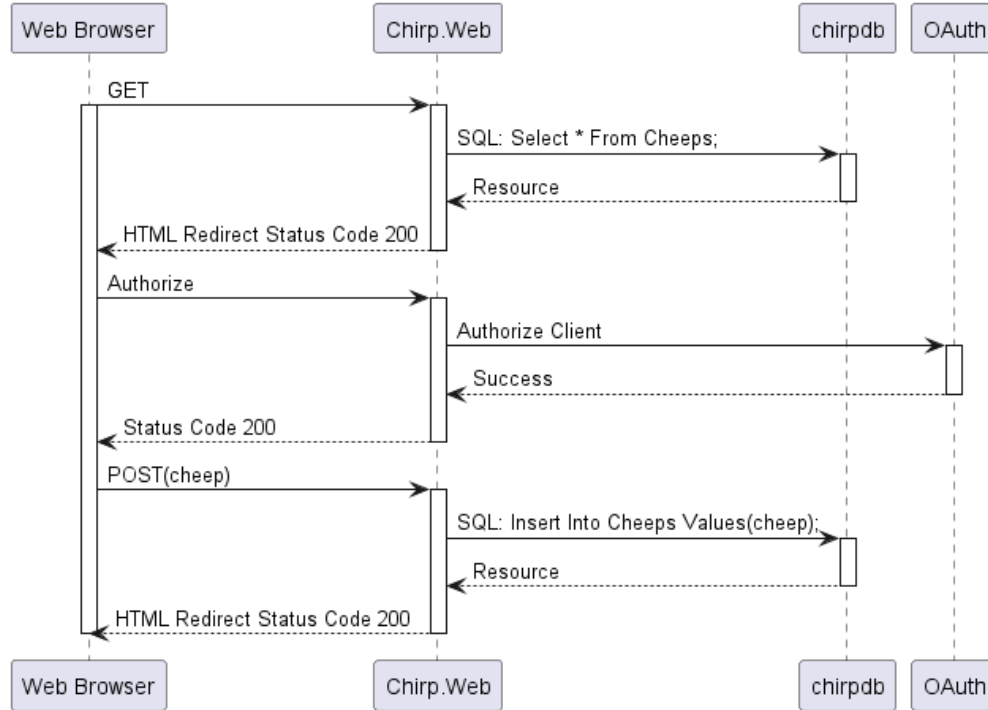 Web Browser
Chirp.Web
chirpdb
OAuth
GET
SQL: Select * From Cheeps;
Resource
HTML Redirect Status Code 200
Authorize
Authorize Client
Success
Status Code 200
POST(cheep)
SQL: Insert Into Cheeps Values(cheep);
Resource
HTML Redirect Status Code 200
Web Browser
Chirp.Web
chirpdb
OAuth